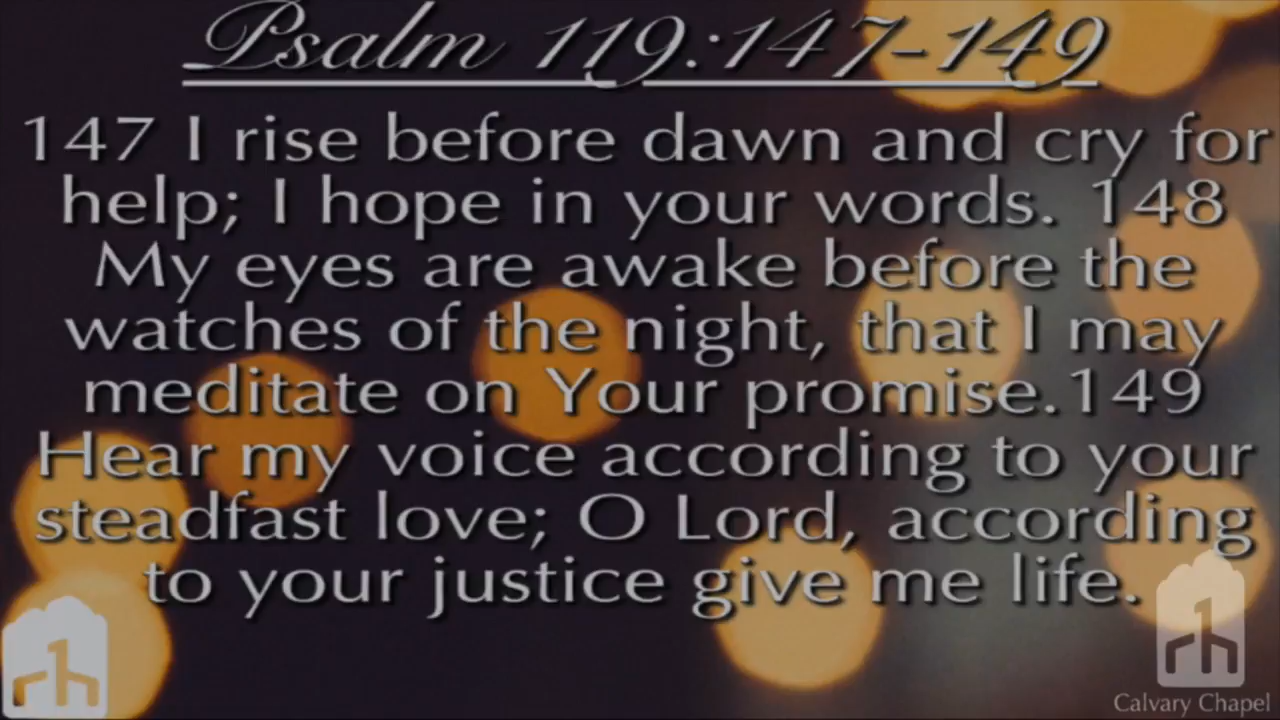 Psalm 119:147-149
147 I rise before dawn and cry for
help; I hope in your words. 148
My eyes are awake before the
watches of the night, that I may
meditate on Your promise.149
Hear my voice according to your
steadfast love; O Lord, according
to your justice give me life.
Calvary Chapel